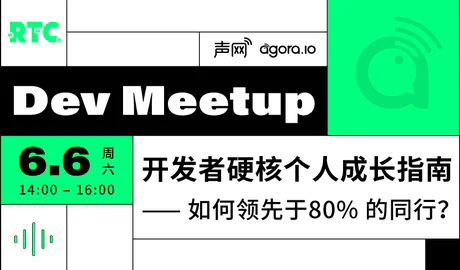 RTC
声网 agora.io
Dev Meetup
6.6 周六
14:00 – 16:00
开发者硬核个人成长指南
—— 如何领先于80% 的同行?